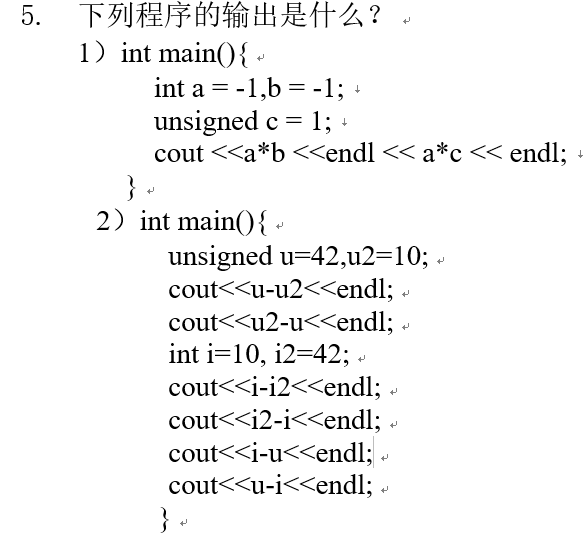 5. 下列程序的输出是什么？
1）int main(){
int a = -1,b = -1;
unsigned c = 1;
cout <<a*b <<endl << a*c << endl;
}
2）int main(){
unsigned u=42,u2=10;
cout<<u-u2<<endl;
cout<<u2-u<<endl;
int i=10, i2=42;
cout<<i-i2<<endl;
cout<<i2-i<<endl;
cout<<i-u<<endl;
cout<<u-i<<endl;
}